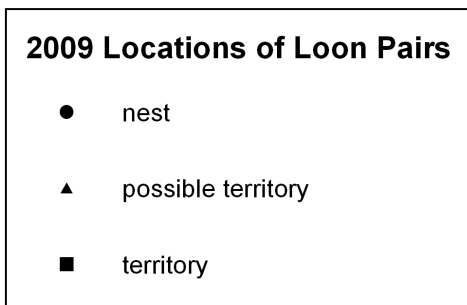 2009 Locations of Loon Pairs
nest
possible territory
territory